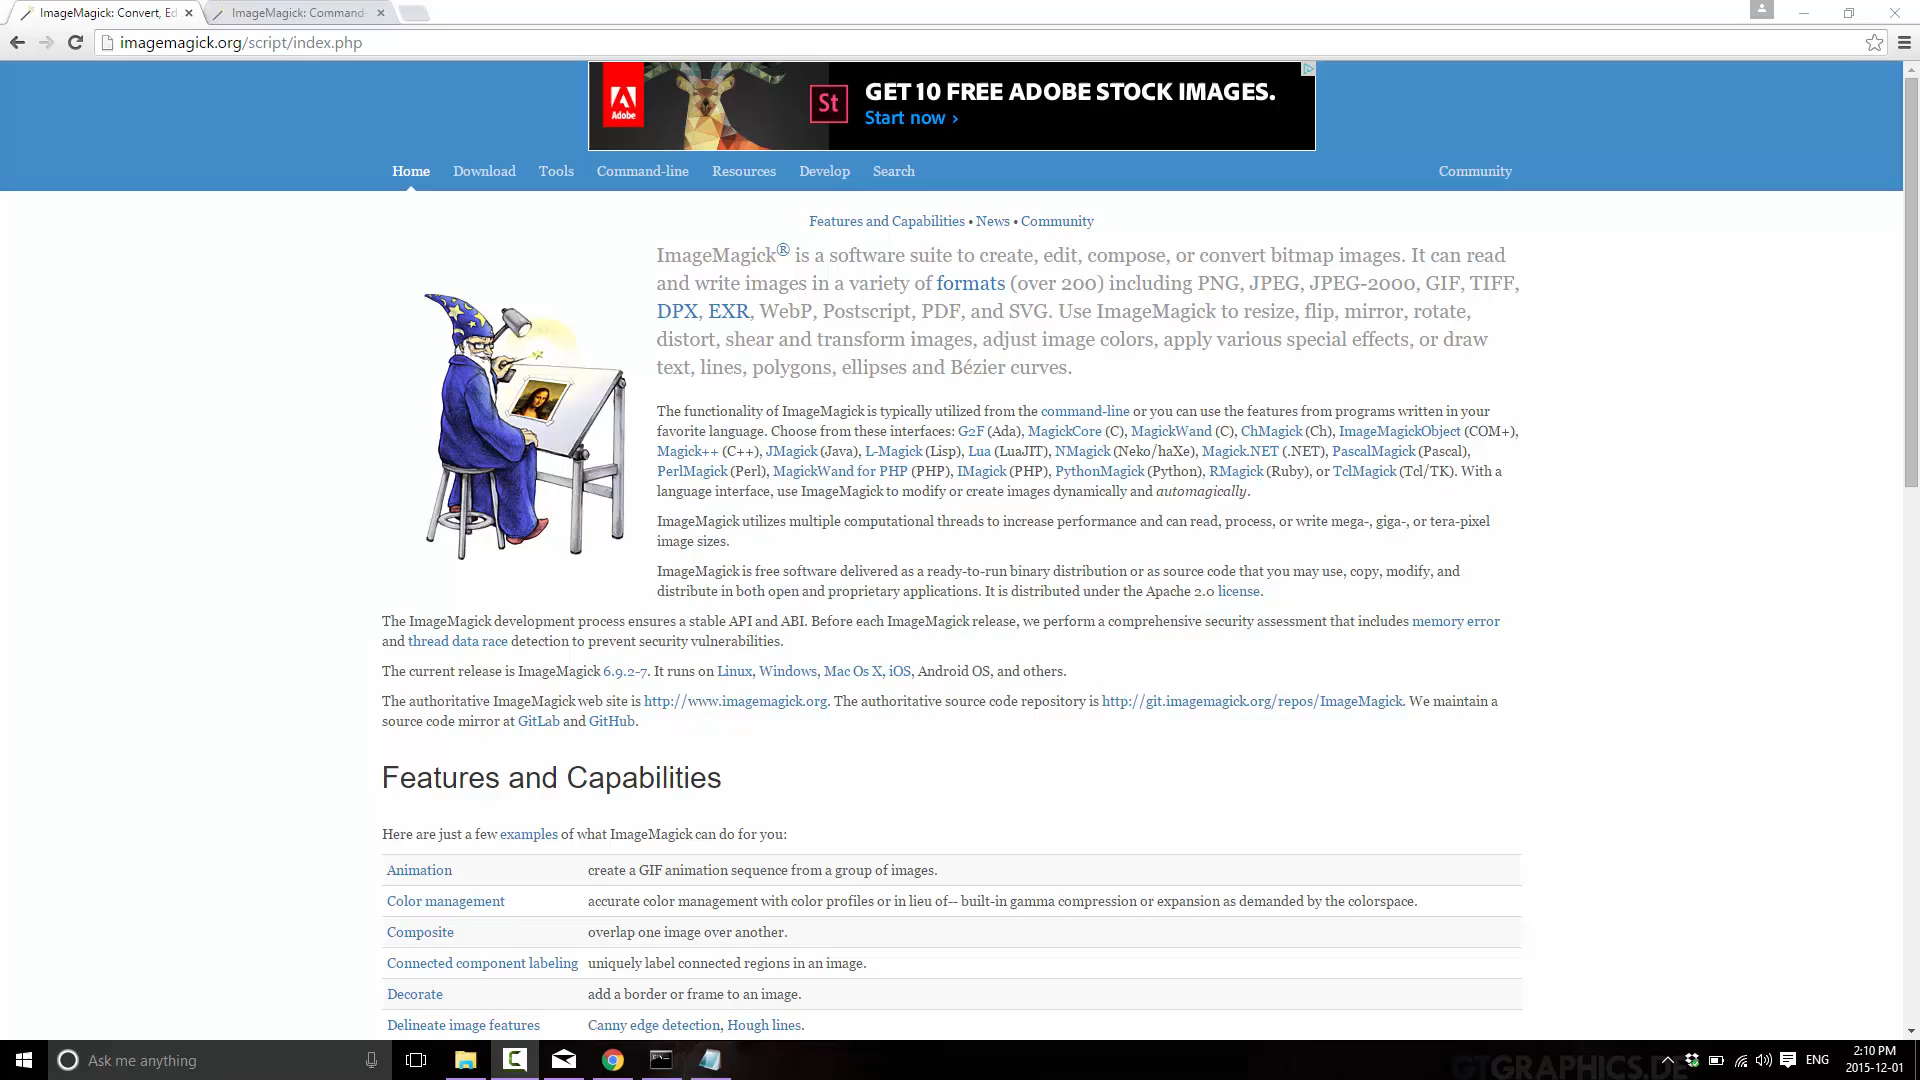 ImageMagick: Convert, Ed
ImageMagick: Command-
imagemagick.org/script/index.php
Adobe
St
GET 10 FREE ADOBE STOCK IMAGES.
Start now ›
Home Download Tools Command-line Resources Develop Search Community
Features and Capabilities • News • Community
ImageMagick® is a software suite to create, edit, compose, or convert bitmap images. It can read
and write images in a variety of formats (over 200) including PNG, JPEG, JPEG-2000, GIF, TIFF,
DPX, EXR, WebP, Postscript, PDF, and SVG. Use ImageMagick to resize, flip, mirror, rotate,
distort, shear and transform images, adjust image colors, apply various special effects, or draw
text, lines, polygons, ellipses and Bézier curves.
The functionality of ImageMagick is typically utilized from the command-line or you can use the features from programs written in your
favorite language. Choose from these interfaces: G2F (Ada), MagickCore (C), MagickWand (C), ChMagick (Ch), ImageMagickObject (COM+),
Magick++ (C++), JMagick (Java), L-Magick (Lisp), Lua (LuaJIT), NMagick (Neko/haXe), Magick.NET (.NET), PascalMagick (Pascal),
PerlMagick (Perl), MagickWand for PHP (PHP), IMagick (PHP), PythonMagick (Python), RMagick (Ruby), or TclMagick (Tcl/TK). With a
language interface, use ImageMagick to modify or create images dynamically and automagically.
ImageMagick utilizes multiple computational threads to increase performance and can read, process, or write mega-, giga-, or tera-pixel
image sizes.
ImageMagick is free software delivered as a ready-to-run binary distribution or as source code that you may use, copy, modify, and
distribute in both open and proprietary applications. It is distributed under the Apache 2.0 license.
The ImageMagick development process ensures a stable API and ABI. Before each ImageMagick release, we perform a comprehensive security assessment that includes memory error
and thread data race detection to prevent security vulnerabilities.
The current release is ImageMagick 6.9.2-7. It runs on Linux, Windows, Mac Os X, iOS, Android OS, and others.
The authoritative ImageMagick web site is http://www.imagemagick.org. The authoritative source code repository is http://git.imagemagick.org/repos/ImageMagick. We maintain a
source code mirror at GitLab and GitHub.
Features and Capabilities
Here are just a few examples of what ImageMagick can do for you:
Animation create a GIF animation sequence from a group of images.
Color management accurate color management with color profiles or in lieu of-- built-in gamma compression or expansion as demanded by the colorspace.
Composite overlap one image over another.
Connected component labeling uniquely label connected regions in an image.
Decorate add a border or frame to an image.
Delineate image features Canny edge detection, Hough lines.
Ask me anything
GTGRAPHICS.DE
ENG
2:10 PM
2015-12-01